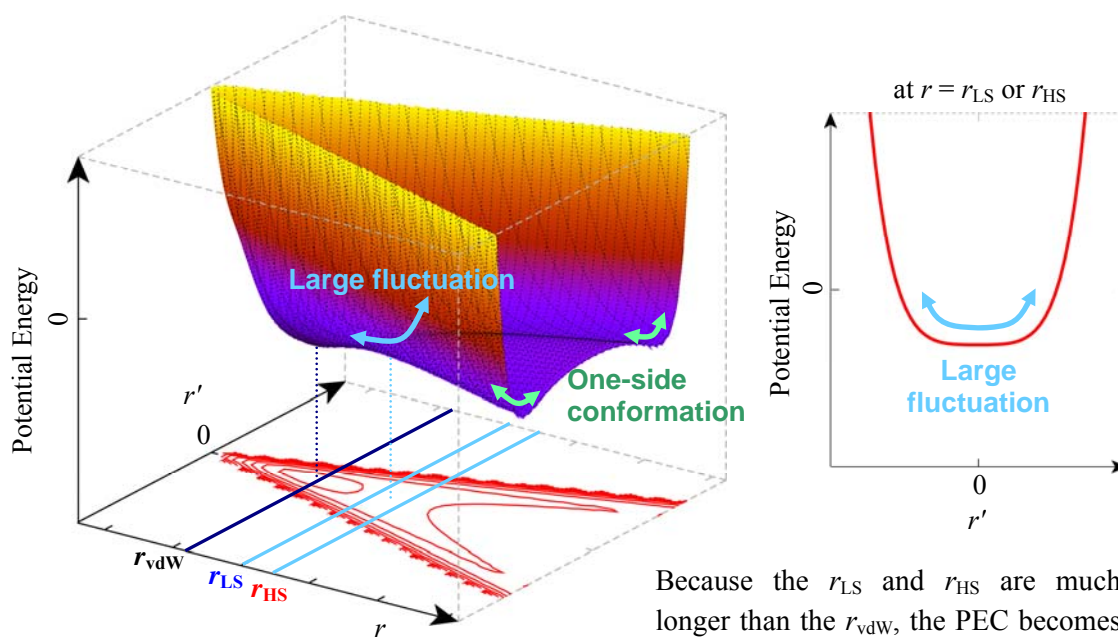 Potential Energy
0
r′
0
Large fluctuation
One-side
conformation
r_vdW
r_LS
r_HS
r
at r = r_LS or r_HS
Potential Energy
0
Large
fluctuation
0
r′
Because the r_LS and r_HS are much
longer than the r_vdW, the PEC becomes